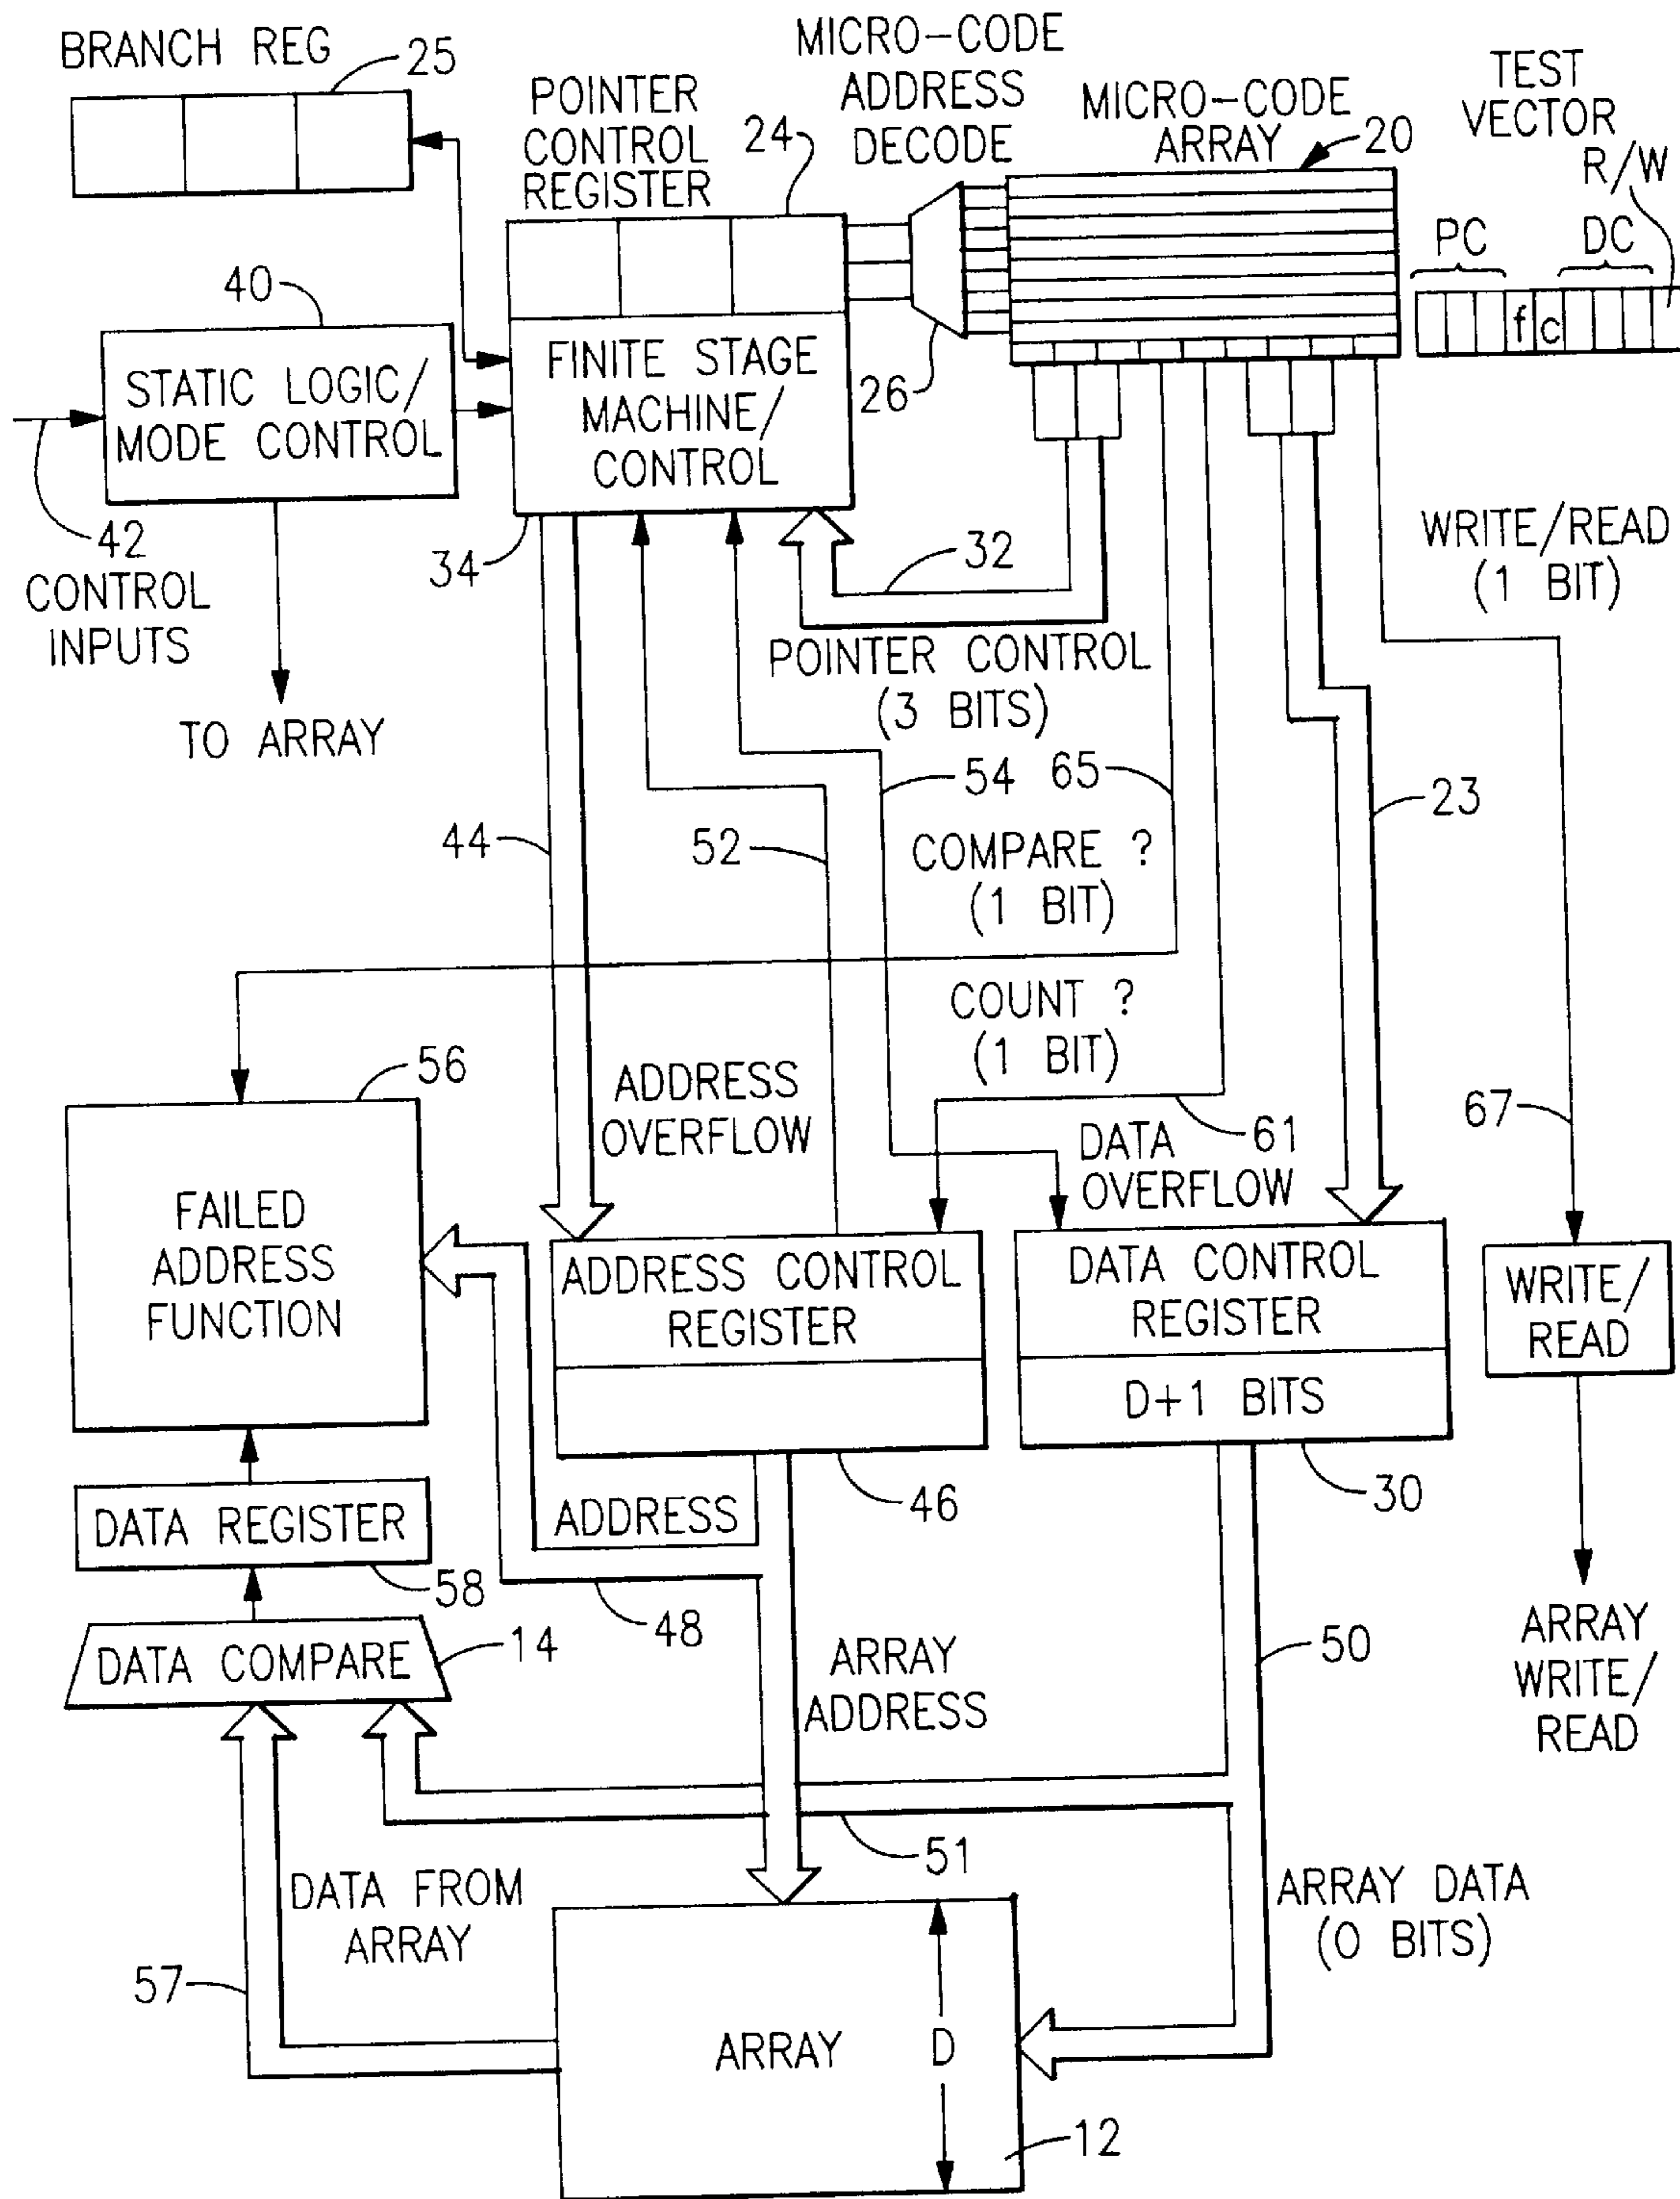 BRANCH REG
25
POINTER
CONTROL
REGISTER
24
MICRO-CODE
ADDRESS
DECODE
MICRO-CODE
ARRAY
20
TEST
VECTOR
R/W
PC
DC
f
c
40
STATIC LOGIC/
MODE CONTROL
FINITE STAGE
MACHINE/
CONTROL
26
42
CONTROL
INPUTS
34
32
WRITE/READ
(1 BIT)
TO ARRAY
POINTER CONTROL
(3 BITS)
44
52
54
65
23
COMPARE ?
(1 BIT)
COUNT ?
(1 BIT)
56
ADDRESS
OVERFLOW
61
DATA
OVERFLOW
67
FAILED
ADDRESS
FUNCTION
ADDRESS CONTROL
REGISTER
DATA CONTROL
REGISTER
D+1 BITS
WRITE/
READ
46
30
DATA REGISTER
58
ADDRESS
48
DATA COMPARE
14
ARRAY
ADDRESS
50
ARRAY
WRITE/
READ
51
DATA FROM
ARRAY
57
ARRAY DATA
(0 BITS)
ARRAY
D
12